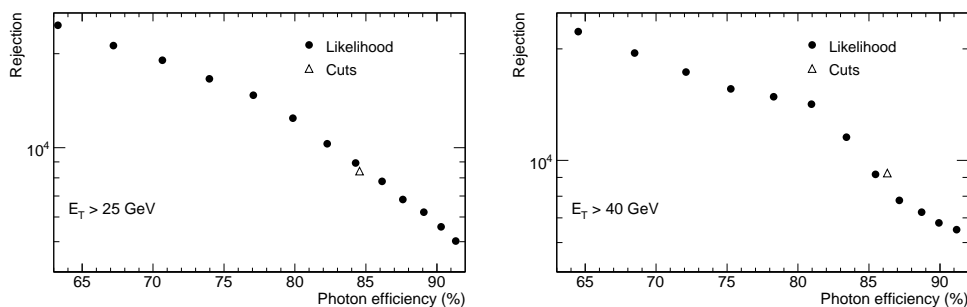 Rejection
10^4
● Likelihood
△ Cuts
E_T > 25 GeV
65 70 75 80 85 90
Photon efficiency (%)
Rejection
10^4
● Likelihood
△ Cuts
E_T > 40 GeV
65 70 75 80 85 90
Photon efficiency (%)